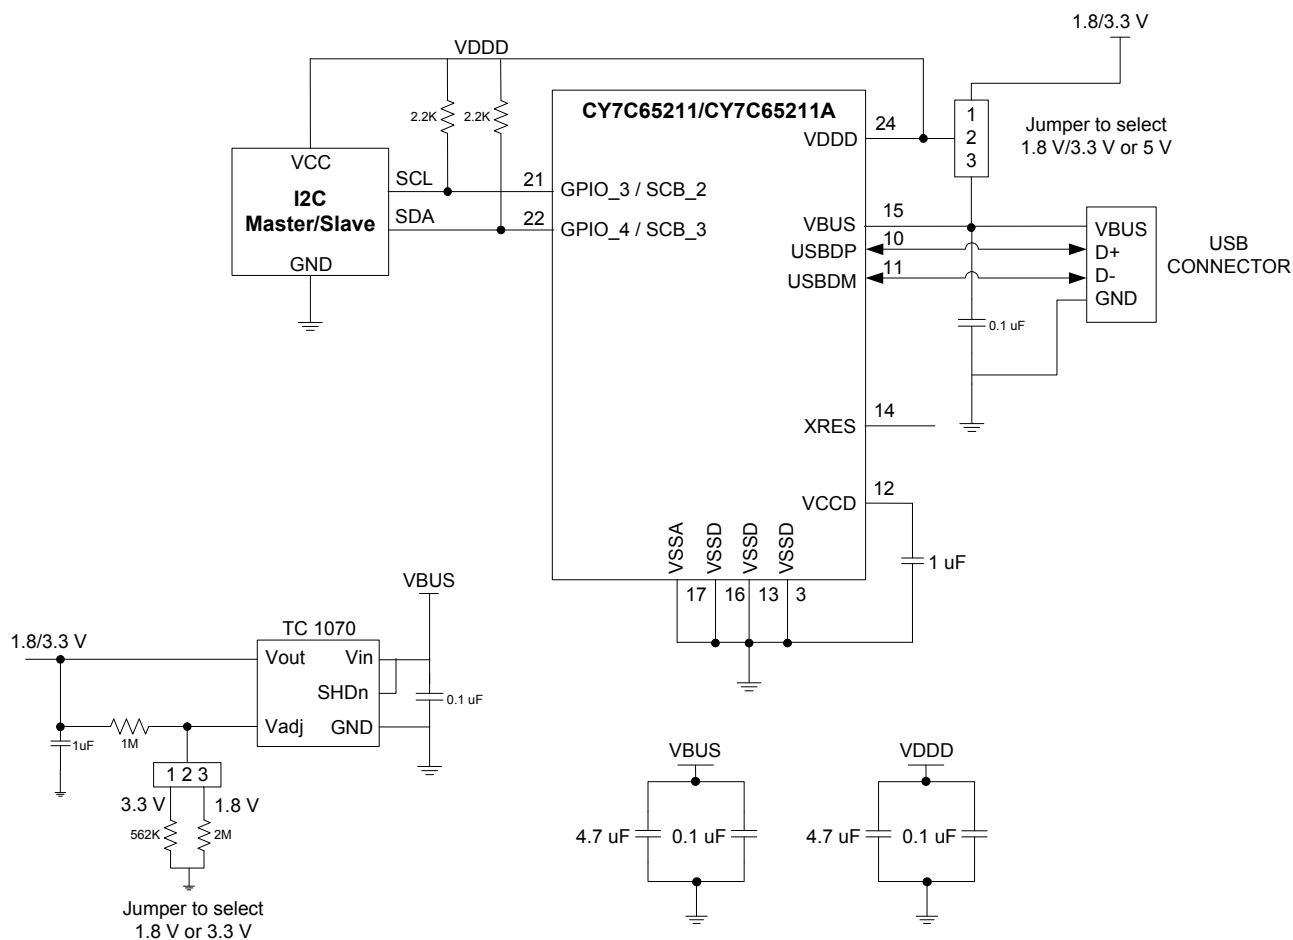 1.8/3.3 V
VDDD
CY7C65211/CY7C65211A
2.2K
2.2K
24
VDDD
1
2
3
Jumper to select
1.8 V/3.3 V or 5 V
VCC
I2C
Master/Slave
GND
SCL
SDA
21
22
GPIO_3 / SCB_2
GPIO_4 / SCB_3
VBUS
15
USBDP
10
USBDM
11
VBUS
D+
D-
GND
USB
CONNECTOR
0.1 uF
XRES
14
VCCD
12
1 uF
VSSA
VSSD
VSSD
VSSD
17
16
13
3
VBUS
1.8/3.3 V
TC 1070
Vout
Vin
SHDn
Vadj
GND
0.1 uF
1uF
1M
1 2 3
3.3 V
1.8 V
562K
2M
Jumper to select
1.8 V or 3.3 V
VBUS
4.7 uF
0.1 uF
VDDD
4.7 uF
0.1 uF